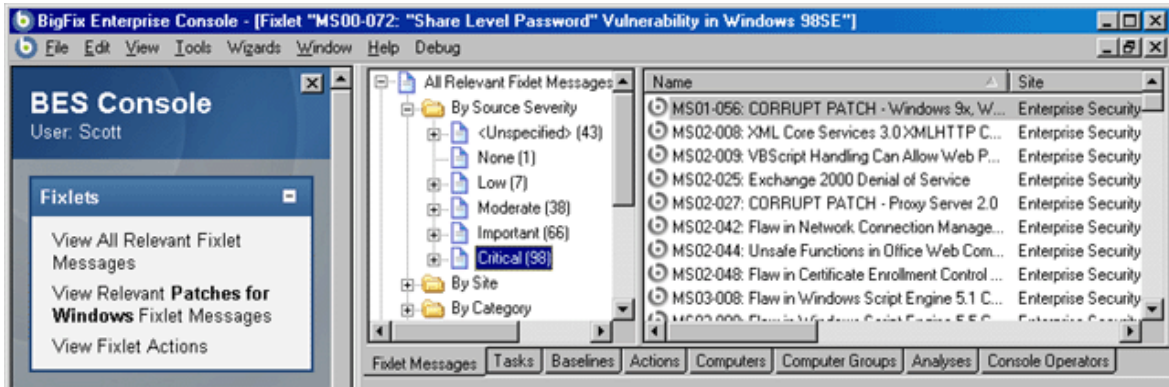 BigFix Enterprise Console - [Fixlet "MS00-072: "Share Level Password" Vulnerability in Windows 98SE"]
File Edit View Tools Wizards Window Help Debug
BES Console
User: Scott
Fixlets
View All Relevant Fixlet
Messages
View Relevant Patches for
Windows Fixlet Messages
View Fixlet Actions
All Relevant Fixlet Messages
By Source Severity
<Unspecified> (43)
None (1)
Low (7)
Moderate (38)
Important (66)
Critical (98)
By Site
By Category
Name Site
MS01-056: CORRUPT PATCH - Windows 9x, W... Enterprise Security
MS02-008: XML Core Services 3.0 XMLHTTP C... Enterprise Security
MS02-009: VBScript Handling Can Allow Web P... Enterprise Security
MS02-025: Exchange 2000 Denial of Service Enterprise Security
MS02-027: CORRUPT PATCH - Proxy Server 2.0 Enterprise Security
MS02-042: Flaw in Network Connection Manage... Enterprise Security
MS02-044: Unsafe Functions in Office Web Com... Enterprise Security
MS02-048: Flaw in Certificate Enrollment Control ... Enterprise Security
MS03-008: Flaw in Windows Script Engine 5.1 C... Enterprise Security
Fixlet Messages Tasks Baselines Actions Computers Computer Groups Analyses Console Operators